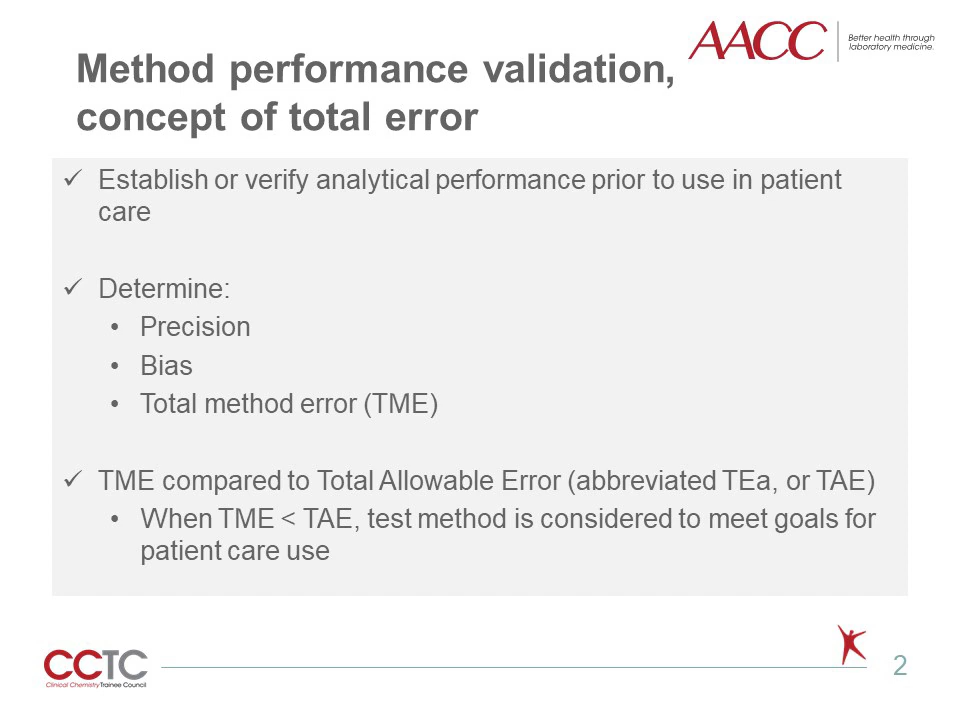 AACC
Better health through
laboratory medicine.
Method performance validation,
concept of total error
✓ Establish or verify analytical performance prior to use in patient
care
✓ Determine:
• Precision
• Bias
• Total method error (TME)
✓ TME compared to Total Allowable Error (abbreviated TEa, or TAE)
• When TME < TAE, test method is considered to meet goals for
patient care use
CCTC
Clinical Chemistry Trainee Council
2